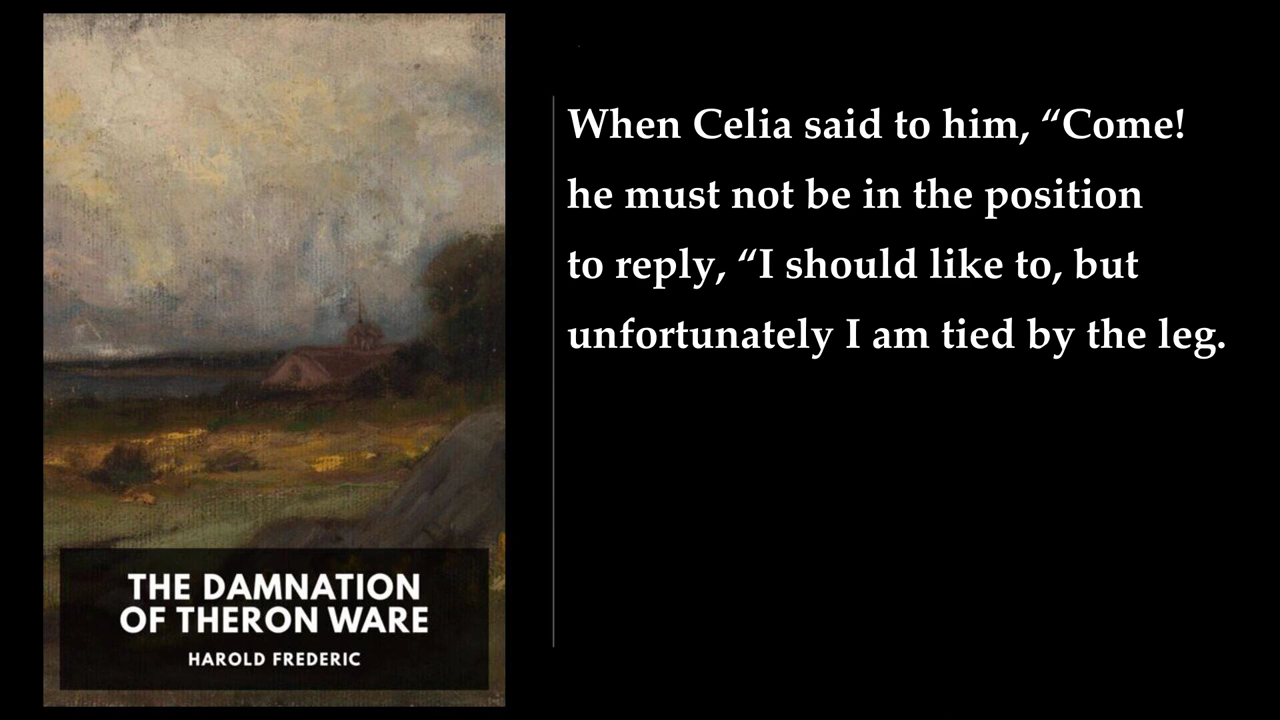 THE DAMNATION
OF THERON WARE
HAROLD FREDERIC
When Celia said to him, “Come!
he must not be in the position
to reply, “I should like to, but
unfortunately I am tied by the leg.